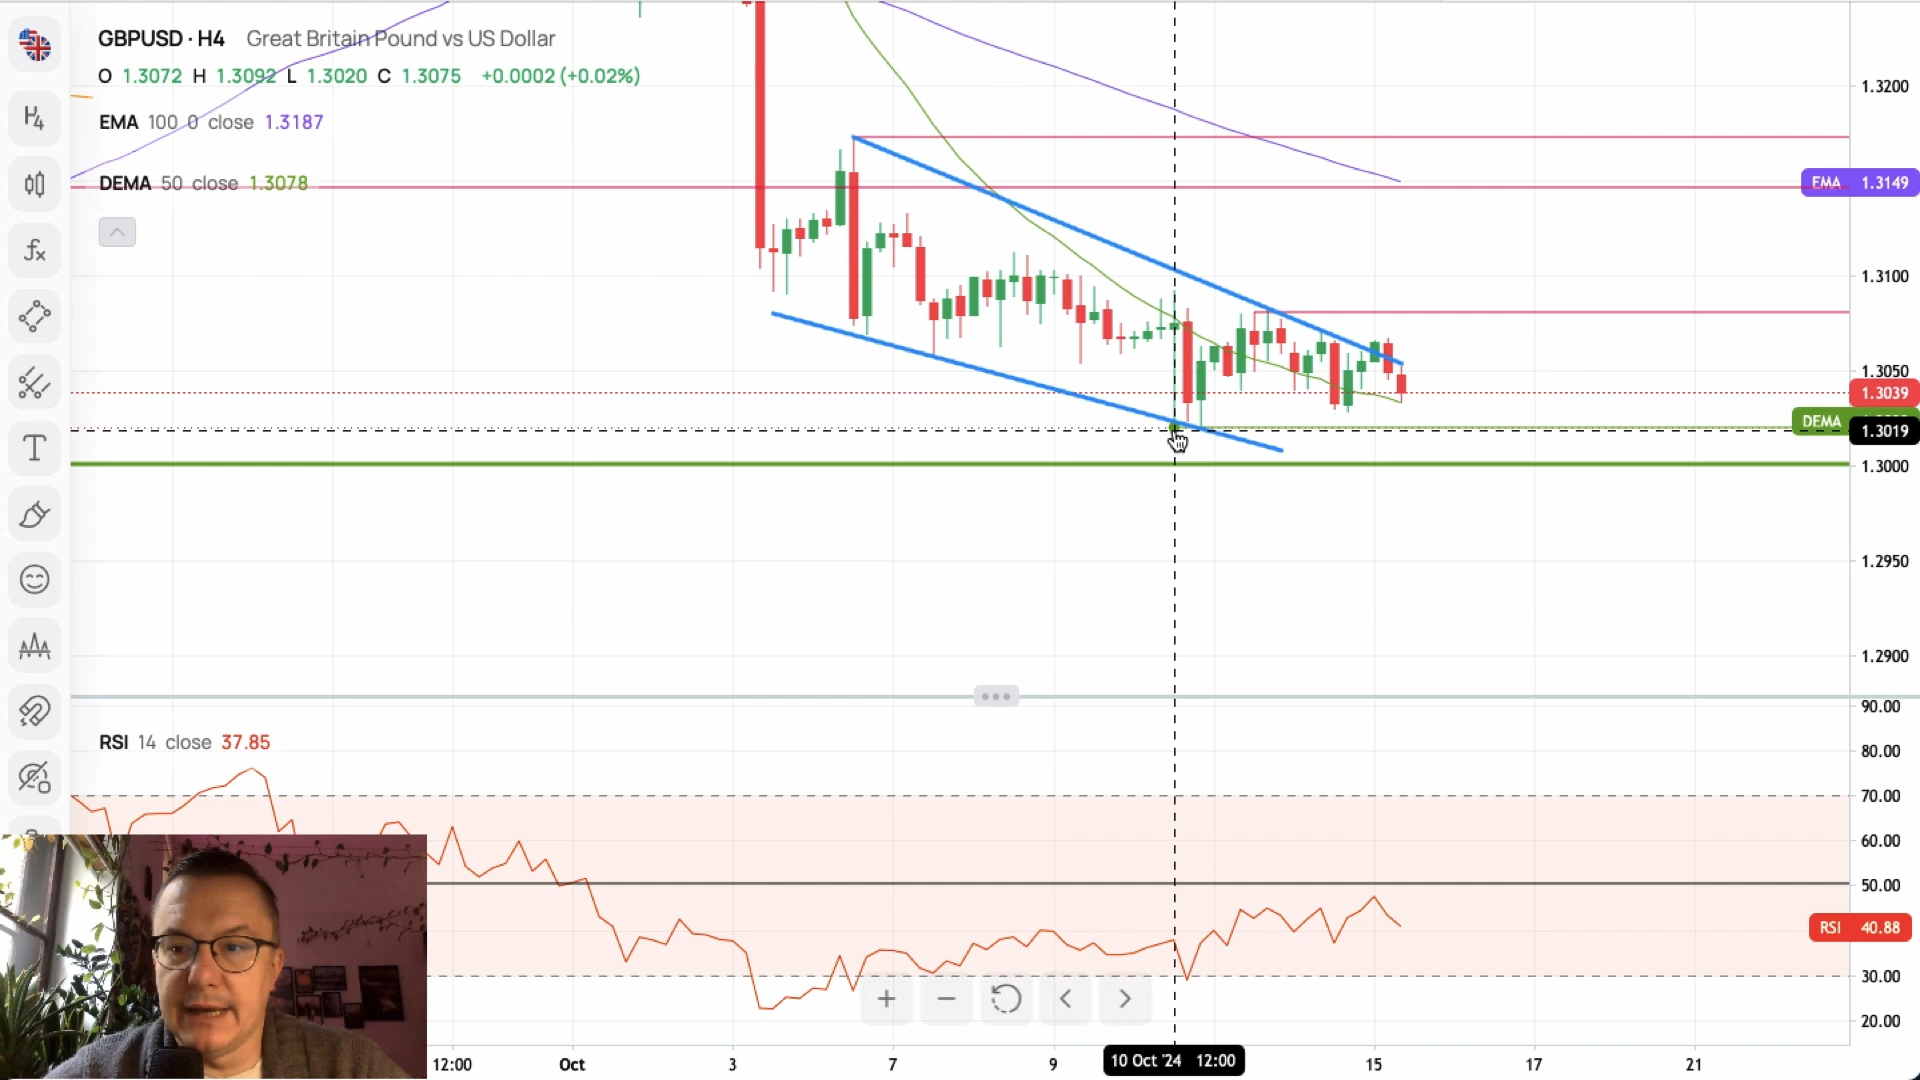 GBPUSD · H4 Great Britain Pound vs US Dollar
O 1.3072 H 1.3092 L 1.3020 C 1.3075 +0.0002 (+0.02%)
EMA 100 0 close 1.3187
DEMA 50 close 1.3078
H4
fx
T
1.3200
EMA 1.3149
1.3100
1.3050
1.3039
DEMA
1.3019
1.3000
1.2950
1.2900
RSI 14 close 37.85
90.00
80.00
70.00
60.00
50.00
RSI 40.88
30.00
20.00
12:00 Oct 3 7 9 10 Oct '24 12:00 15 17 21